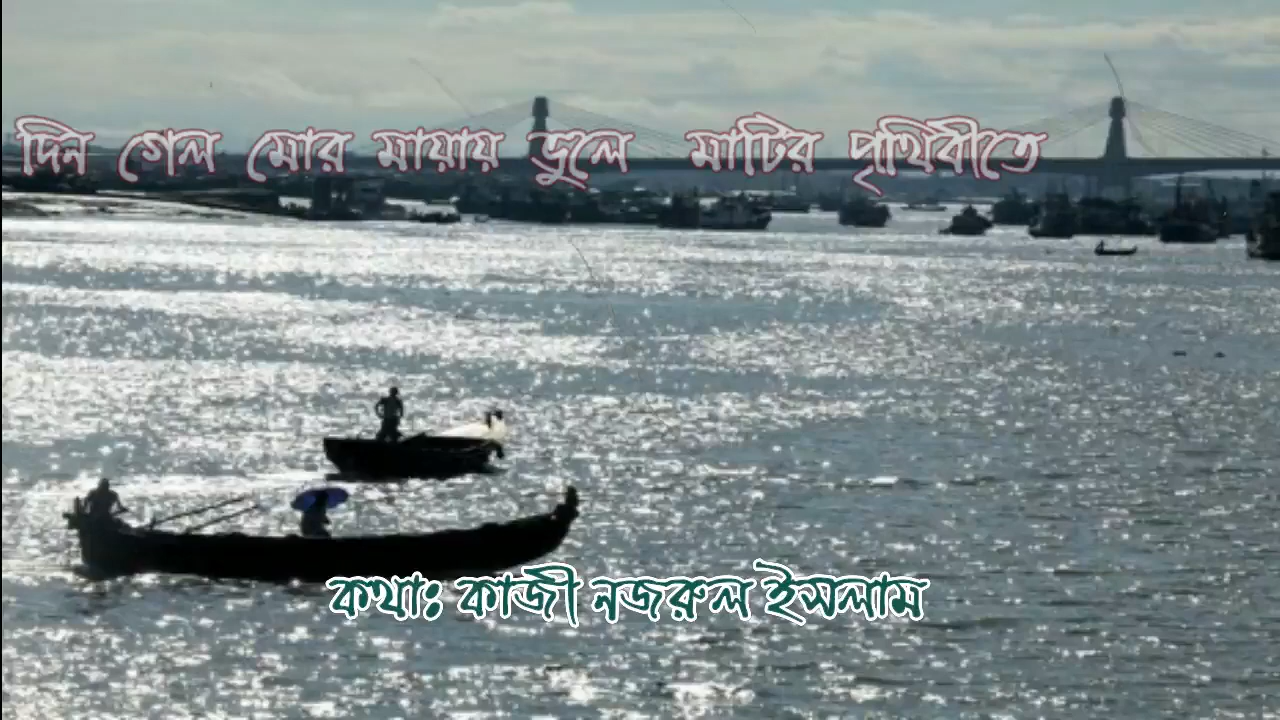 দিন গেল মোর মায়ায় ভুলে মাটির পৃথিবীতে
কথাঃ কাজী নজরুল ইসলাম